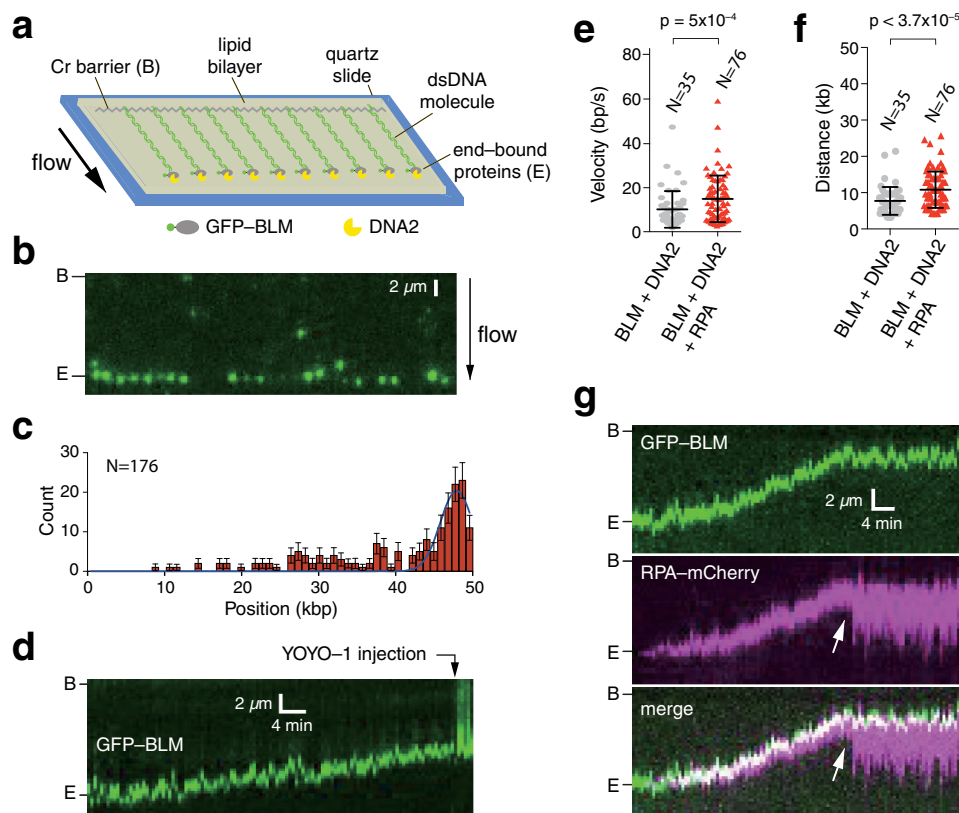 a
Cr barrier (B)
lipid
bilayer
quartz
slide
dsDNA
molecule
end–bound
proteins (E)
flow
GFP–BLM
DNA2
b
B
E
2 µm
flow
c
N=176
Count
30
20
10
0
0 10 20 30 40 50
Position (kbp)
d
YOYO–1 injection
B
E
2 µm
4 min
GFP–BLM
e
p = 5x10⁻⁴
N=35
N=76
Velocity (bp/s)
80
60
40
20
0
BLM + DNA2
BLM + DNA2
+ RPA
f
p < 3.7x10⁻⁵
N=35
N=76
Distance (kb)
50
40
30
20
10
0
BLM + DNA2
BLM + DNA2
+ RPA
g
B
GFP–BLM
2 µm
4 min
E
B
RPA–mCherry
E
B
merge
E